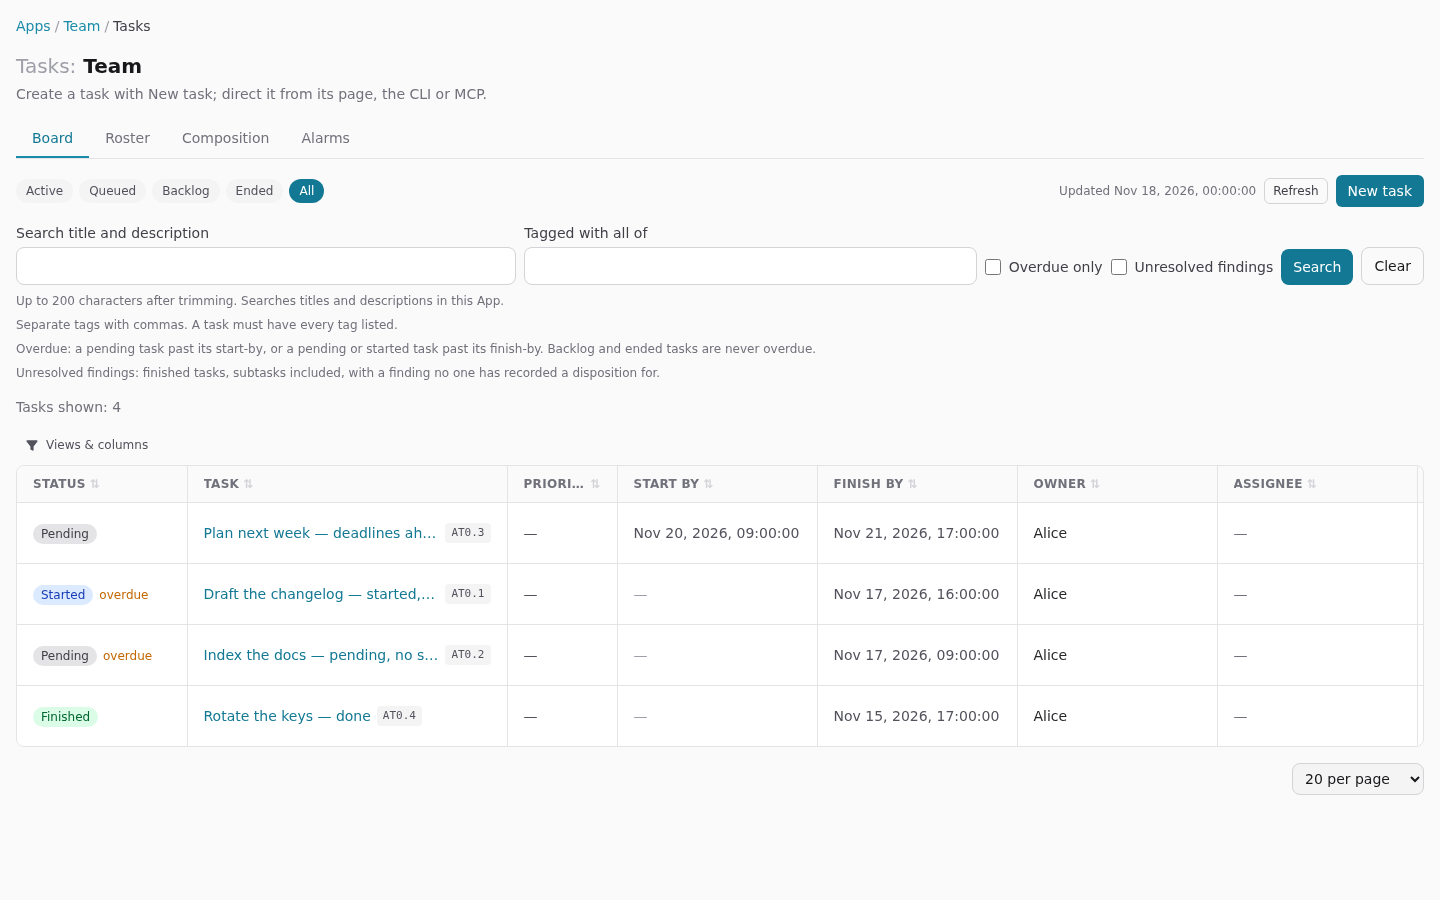 Apps / Team / Tasks
Tasks: Team
Create a task with New task; direct it from its page, the CLI or MCP.
Board Roster Composition Alarms
Active Queued Backlog Ended All Updated Nov 18, 2026, 00:00:00 Refresh New task
Search title and description Tagged with all of
Overdue only Unresolved findings Search Clear
Up to 200 characters after trimming. Searches titles and descriptions in this App.
Separate tags with commas. A task must have every tag listed.
Overdue: a pending task past its start-by, or a pending or started task past its finish-by. Backlog and ended tasks are never overdue.
Unresolved findings: finished tasks, subtasks included, with a finding no one has recorded a disposition for.
Tasks shown: 4
Views & columns
STATUS TASK PRIORI... START BY FINISH BY OWNER ASSIGNEE
Pending Plan next week — deadlines ah... AT0.3 — Nov 20, 2026, 09:00:00 Nov 21, 2026, 17:00:00 Alice —
Started overdue Draft the changelog — started,... AT0.1 — — Nov 17, 2026, 16:00:00 Alice —
Pending overdue Index the docs — pending, no s... AT0.2 — — Nov 17, 2026, 09:00:00 Alice —
Finished Rotate the keys — done AT0.4 — — Nov 15, 2026, 17:00:00 Alice —
20 per page